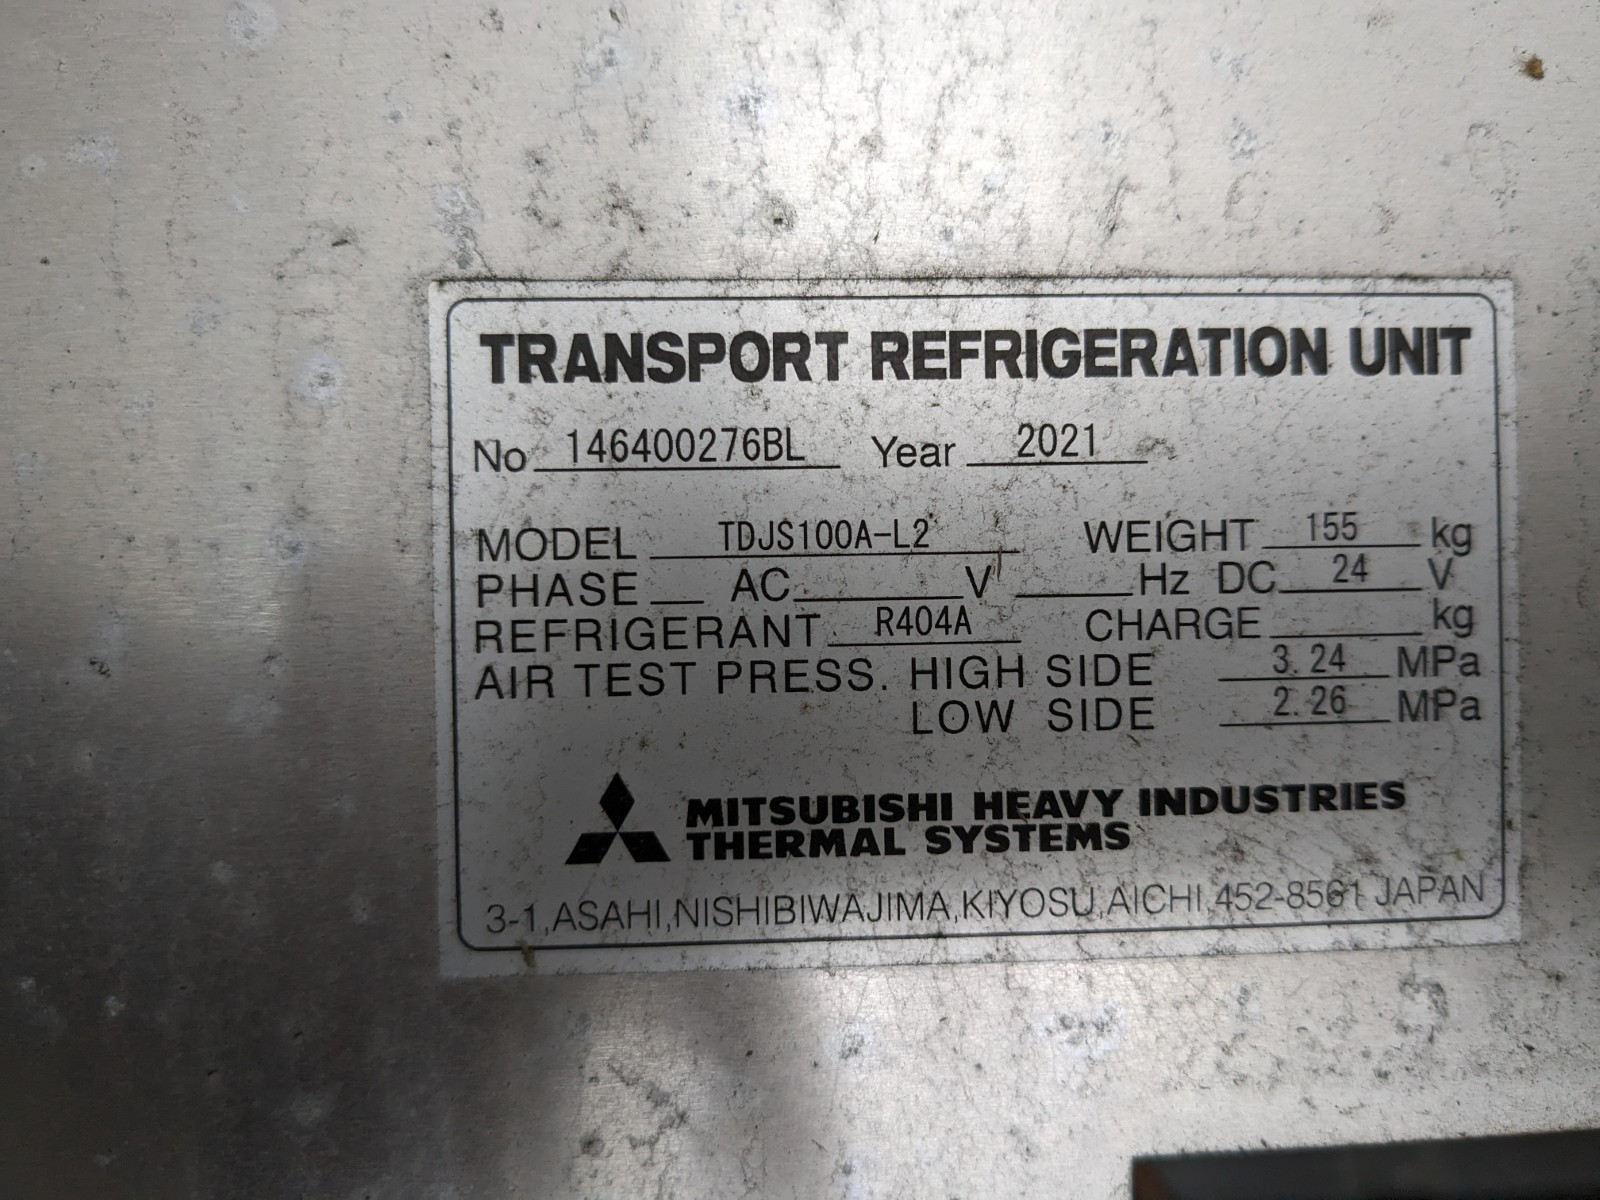 TRANSPORT REFRIGERATION UNIT
No 146400276BL Year 2021
MODEL TDJS100A-L2 WEIGHT 155 kg
PHASE AC V Hz DC 24 V
REFRIGERANT R404A CHARGE kg
AIR TEST PRESS. HIGH SIDE 3.24 MPa
LOW SIDE 2.26 MPa
MITSUBISHI HEAVY INDUSTRIES
THERMAL SYSTEMS
3-1,ASAHI,NISHIBIWAJIMA,KIYOSU,AICHI,452-8561 JAPAN